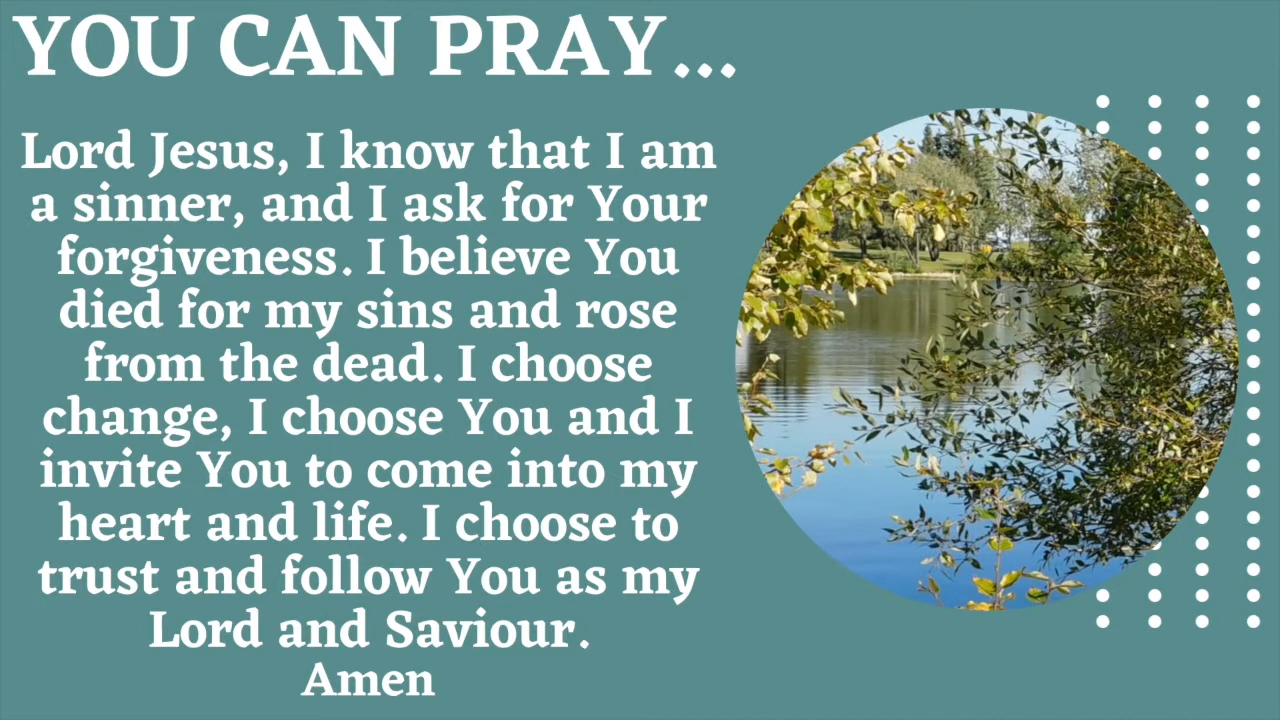 YOU CAN PRAY...
Lord Jesus, I know that I am
a sinner, and I ask for Your
forgiveness. I believe You
died for my sins and rose
from the dead. I choose
change, I choose You and I
invite You to come into my
heart and life. I choose to
trust and follow You as my
Lord and Saviour.
Amen